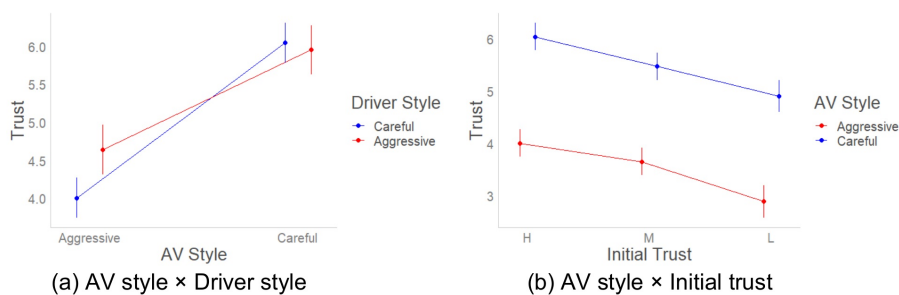 Trust
6.0
5.5
5.0
4.5
4.0
Aggressive
Careful
AV Style
Driver Style
Careful
Aggressive
(a) AV style × Driver style
Trust
6
5
4
3
H
M
L
Initial Trust
AV Style
Aggressive
Careful
(b) AV style × Initial trust